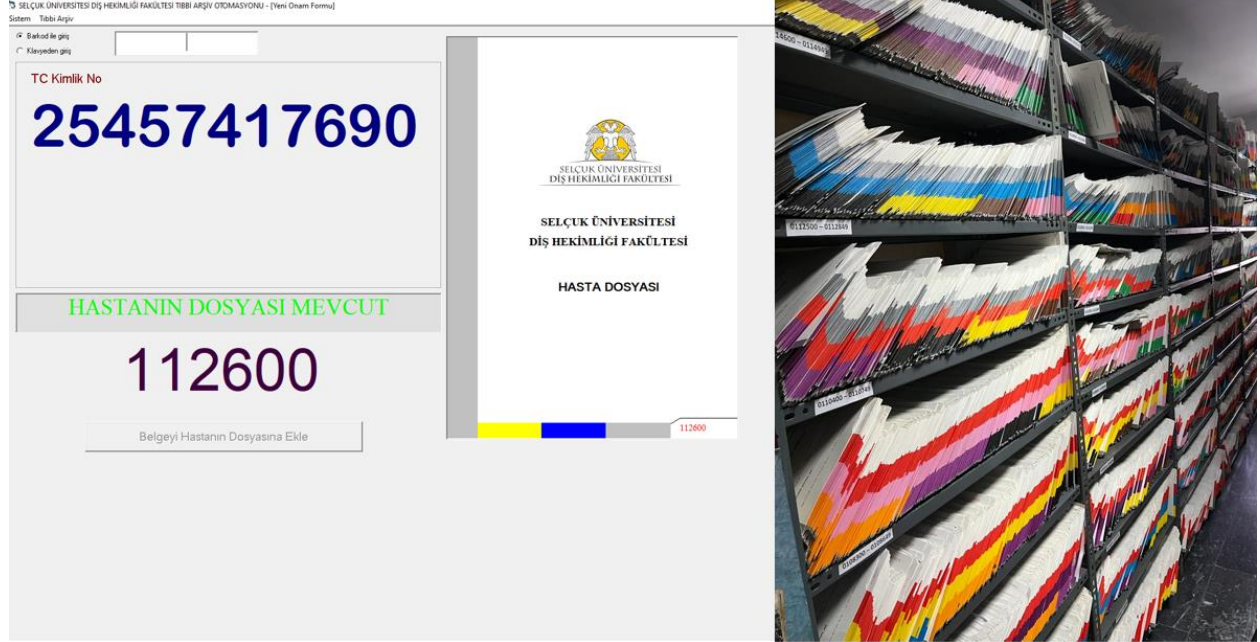 SELÇUK ÜNİVERSİTESİ DİŞ HEKİMLİĞİ FAKÜLTESİ TIBBİ ARŞİV OTOMASYONU - [Yeni Onam Formu]
Sistem Tıbbi Arşiv
Barkod ile giriş
Klavyeden giriş
TC Kimlik No
25457417690
HASTANIN DOSYASI MEVCUT
112600
Belgeyi Hastanın Dosyasına Ekle
SELÇUK ÜNİVERSİTESİ
DİŞ HEKİMLİĞİ FAKÜLTESİ
SELÇUK ÜNİVERSİTESİ
DİŞ HEKİMLİĞİ FAKÜLTESİ
HASTA DOSYASI
112600
0112500 - 0112849